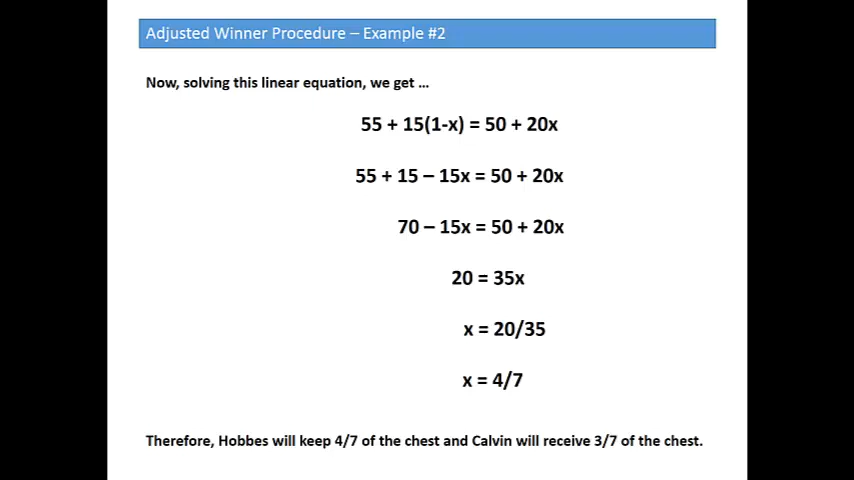 Adjusted Winner Procedure – Example #2
Now, solving this linear equation, we get …
55 + 15(1-x) = 50 + 20x
55 + 15 – 15x = 50 + 20x
70 – 15x = 50 + 20x
20 = 35x
x = 20/35
x = 4/7
Therefore, Hobbes will keep 4/7 of the chest and Calvin will receive 3/7 of the chest.